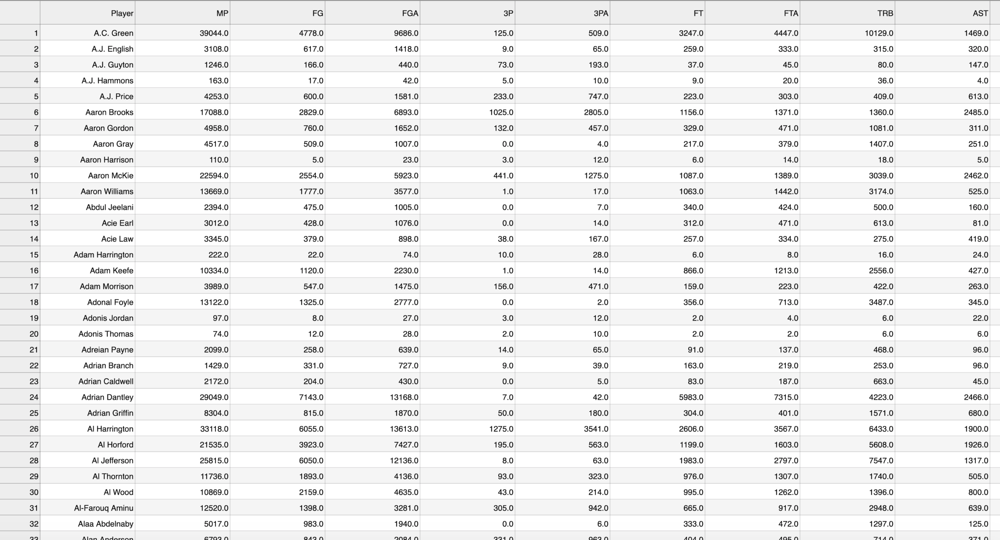 Player MP FG FGA 3P 3PA FT FTA TRB AST
1 A.C. Green 39044.0 4778.0 9686.0 125.0 509.0 3247.0 4447.0 10129.0 1469.0
2 A.J. English 3108.0 617.0 1418.0 9.0 65.0 259.0 333.0 315.0 320.0
3 A.J. Guyton 1246.0 166.0 440.0 73.0 193.0 37.0 45.0 80.0 147.0
4 A.J. Hammons 163.0 17.0 42.0 5.0 10.0 9.0 20.0 36.0 4.0
5 A.J. Price 4253.0 600.0 1581.0 233.0 747.0 223.0 303.0 409.0 613.0
6 Aaron Brooks 17088.0 2829.0 6893.0 1025.0 2805.0 1156.0 1371.0 1360.0 2485.0
7 Aaron Gordon 4958.0 760.0 1652.0 132.0 457.0 329.0 471.0 1081.0 311.0
8 Aaron Gray 4517.0 509.0 1007.0 0.0 4.0 217.0 379.0 1407.0 251.0
9 Aaron Harrison 110.0 5.0 23.0 3.0 12.0 6.0 14.0 18.0 5.0
10 Aaron McKie 22594.0 2554.0 5923.0 441.0 1275.0 1087.0 1389.0 3039.0 2462.0
11 Aaron Williams 13669.0 1777.0 3577.0 1.0 17.0 1063.0 1442.0 3174.0 525.0
12 Abdul Jeelani 2394.0 475.0 1005.0 0.0 7.0 340.0 424.0 500.0 160.0
13 Acie Earl 3012.0 428.0 1076.0 0.0 14.0 312.0 471.0 613.0 81.0
14 Acie Law 3345.0 379.0 898.0 38.0 167.0 257.0 334.0 275.0 419.0
15 Adam Harrington 222.0 22.0 74.0 10.0 28.0 6.0 8.0 16.0 24.0
16 Adam Keefe 10334.0 1120.0 2230.0 1.0 14.0 866.0 1213.0 2556.0 427.0
17 Adam Morrison 3989.0 547.0 1475.0 156.0 471.0 159.0 223.0 422.0 263.0
18 Adonal Foyle 13122.0 1325.0 2777.0 0.0 2.0 356.0 713.0 3487.0 345.0
19 Adonis Jordan 97.0 8.0 27.0 3.0 12.0 2.0 4.0 6.0 22.0
20 Adonis Thomas 74.0 12.0 28.0 2.0 10.0 2.0 2.0 6.0 6.0
21 Adreian Payne 2099.0 258.0 639.0 14.0 65.0 91.0 137.0 468.0 96.0
22 Adrian Branch 1429.0 331.0 727.0 9.0 39.0 163.0 219.0 253.0 96.0
23 Adrian Caldwell 2172.0 204.0 430.0 0.0 5.0 83.0 187.0 663.0 45.0
24 Adrian Dantley 29049.0 7143.0 13168.0 7.0 42.0 5983.0 7315.0 4223.0 2466.0
25 Adrian Griffin 8304.0 815.0 1870.0 50.0 180.0 304.0 401.0 1571.0 680.0
26 Al Harrington 33118.0 6055.0 13613.0 1275.0 3541.0 2606.0 3567.0 6433.0 1900.0
27 Al Horford 21535.0 3923.0 7427.0 195.0 563.0 1199.0 1603.0 5608.0 1926.0
28 Al Jefferson 25815.0 6050.0 12136.0 8.0 63.0 1983.0 2797.0 7547.0 1317.0
29 Al Thornton 11736.0 1893.0 4136.0 93.0 323.0 976.0 1307.0 1740.0 505.0
30 Al Wood 10869.0 2159.0 4635.0 43.0 214.0 995.0 1262.0 1396.0 800.0
31 Al-Farouq Aminu 12520.0 1398.0 3281.0 305.0 942.0 665.0 917.0 2948.0 639.0
32 Alaa Abdelnaby 5017.0 983.0 1940.0 0.0 6.0 333.0 472.0 1297.0 125.0
33 Alan Anderson 6793.0 843.0 2084.0 331.0 963.0 404.0 495.0 714.0 371.0